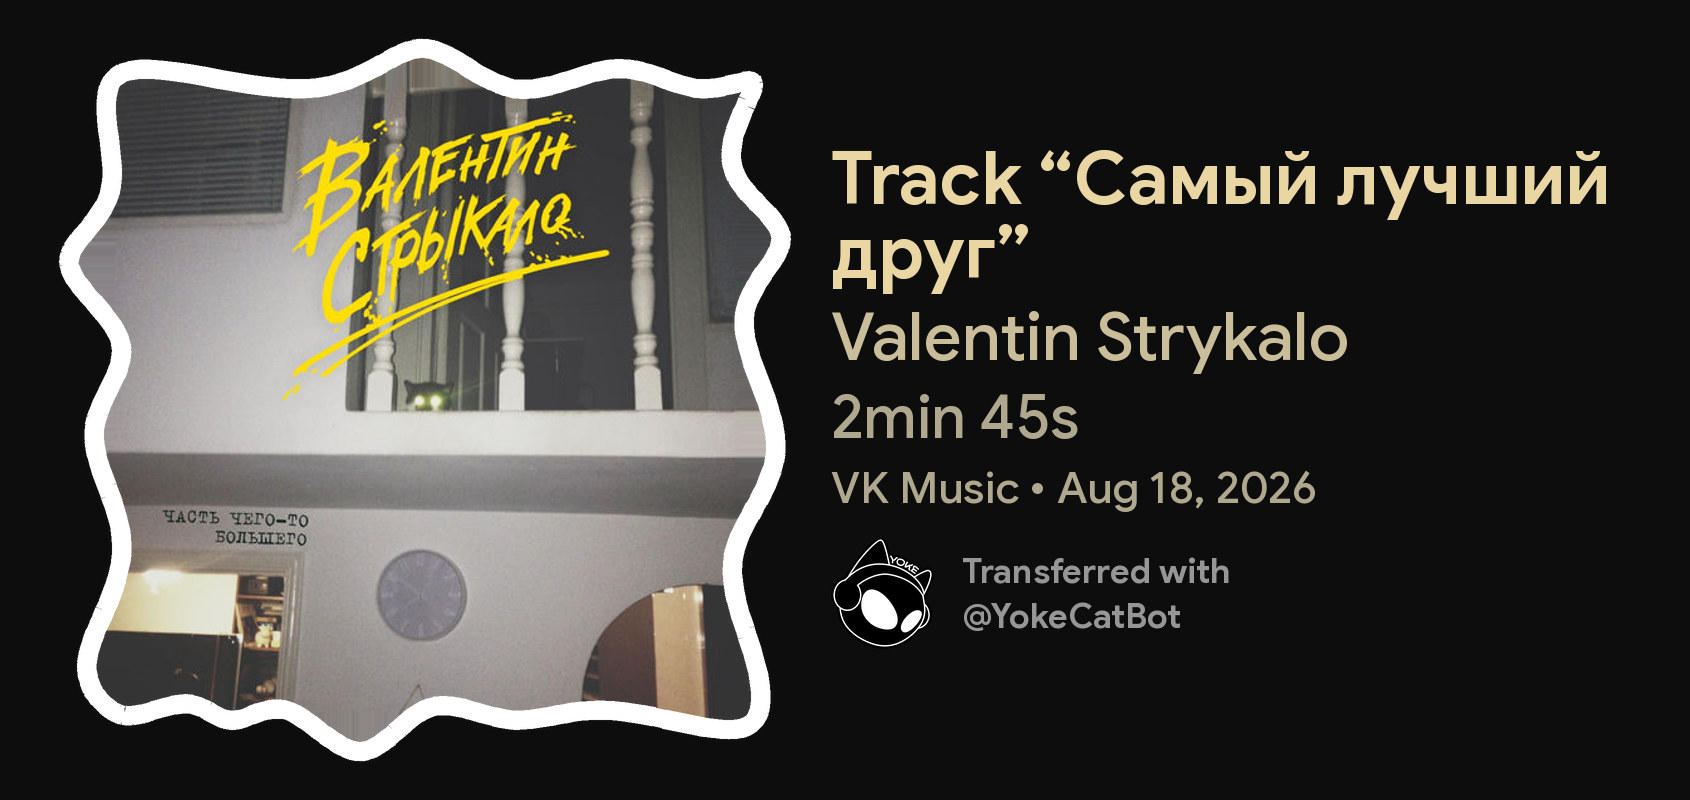 ВАЛЕНТИН
СТРЫКАЛО
ЧАСТЬ ЧЕГО-ТО
БОЛЬШЕГО
Track “Самый лучший
друг”
Valentin Strykalo
2min 45s
VK Music • Aug 18, 2026
YOKE
Transferred with
@YokeCatBot